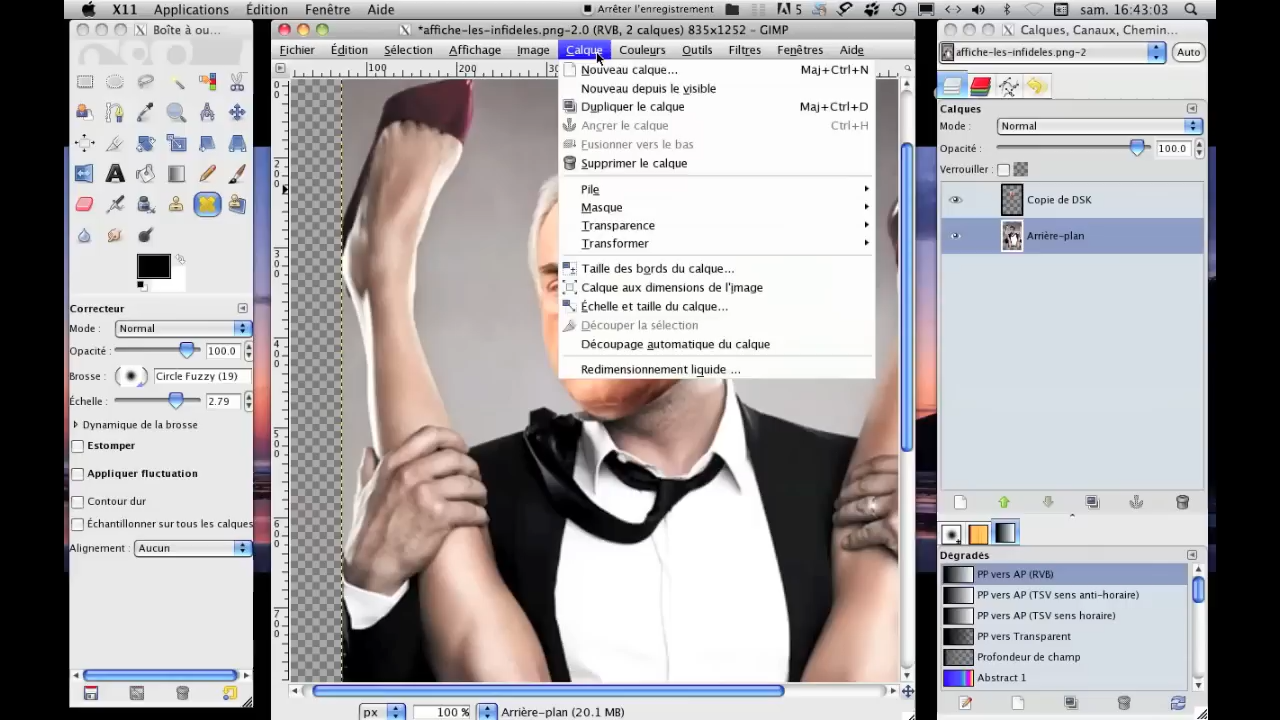 X11 Applications Édition Fenêtre Aide
Arrêter l'enregistrement
5
sam. 16:43:03
Boîte à ou...
*affiche-les-infideles.png-2.0 (RVB, 2 calques) 835x1252 – GIMP
Calques, Canaux, Chemin...
Fichier Édition Sélection Affichage Image Calque Couleurs Outils Filtres Fenêtres Aide
affiche-les-infideles.png-2
Auto
100 200
Nouveau calque... Maj+Ctrl+N
Nouveau depuis le visible
Dupliquer le calque Maj+Ctrl+D
Ancrer le calque Ctrl+H
Fusionner vers le bas
Supprimer le calque
Pile
Masque
Transparence
Transformer
Taille des bords du calque...
Calque aux dimensions de l'image
Échelle et taille du calque...
Découper la sélection
Découpage automatique du calque
Redimensionnement liquide ...
Correcteur
Mode : Normal
Opacité : 100.0
Brosse : Circle Fuzzy (19)
Échelle : 2.79
Dynamique de la brosse
Estomper
Appliquer fluctuation
Contour dur
Échantillonner sur tous les calques
Alignement : Aucun
Calques
Mode : Normal
Opacité : 100.0
Verrouiller :
Copie de DSK
Arrière-plan
Dégradés
PP vers AP (RVB)
PP vers AP (TSV sens anti-horaire)
PP vers AP (TSV sens horaire)
PP vers Transparent
Profondeur de champ
Abstract 1
px 100 % Arrière-plan (20.1 MB)